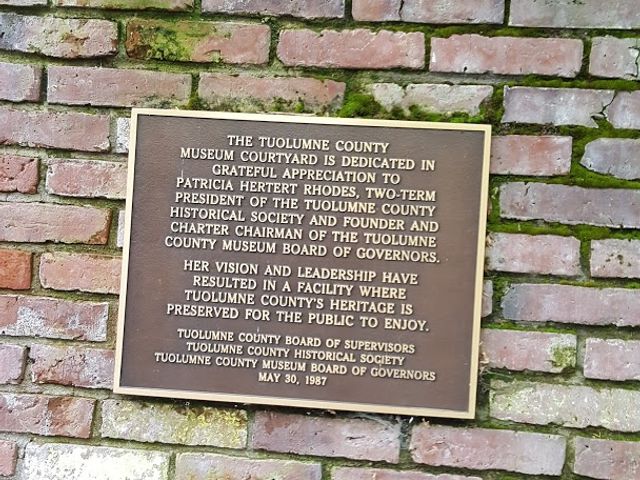 THE TUOLUMNE COUNTY
MUSEUM COURTYARD IS DEDICATED IN
GRATEFUL APPRECIATION TO
PATRICIA HERTERT RHODES, TWO-TERM
PRESIDENT OF THE TUOLUMNE COUNTY
HISTORICAL SOCIETY AND FOUNDER AND
CHARTER CHAIRMAN OF THE TUOLUMNE
COUNTY MUSEUM BOARD OF GOVERNORS.
HER VISION AND LEADERSHIP HAVE
RESULTED IN A FACILITY WHERE
TUOLUMNE COUNTY'S HERITAGE IS
PRESERVED FOR THE PUBLIC TO ENJOY.
TUOLUMNE COUNTY BOARD OF SUPERVISORS
TUOLUMNE COUNTY HISTORICAL SOCIETY
TUOLUMNE COUNTY MUSEUM BOARD OF GOVERNORS
MAY 30, 1987